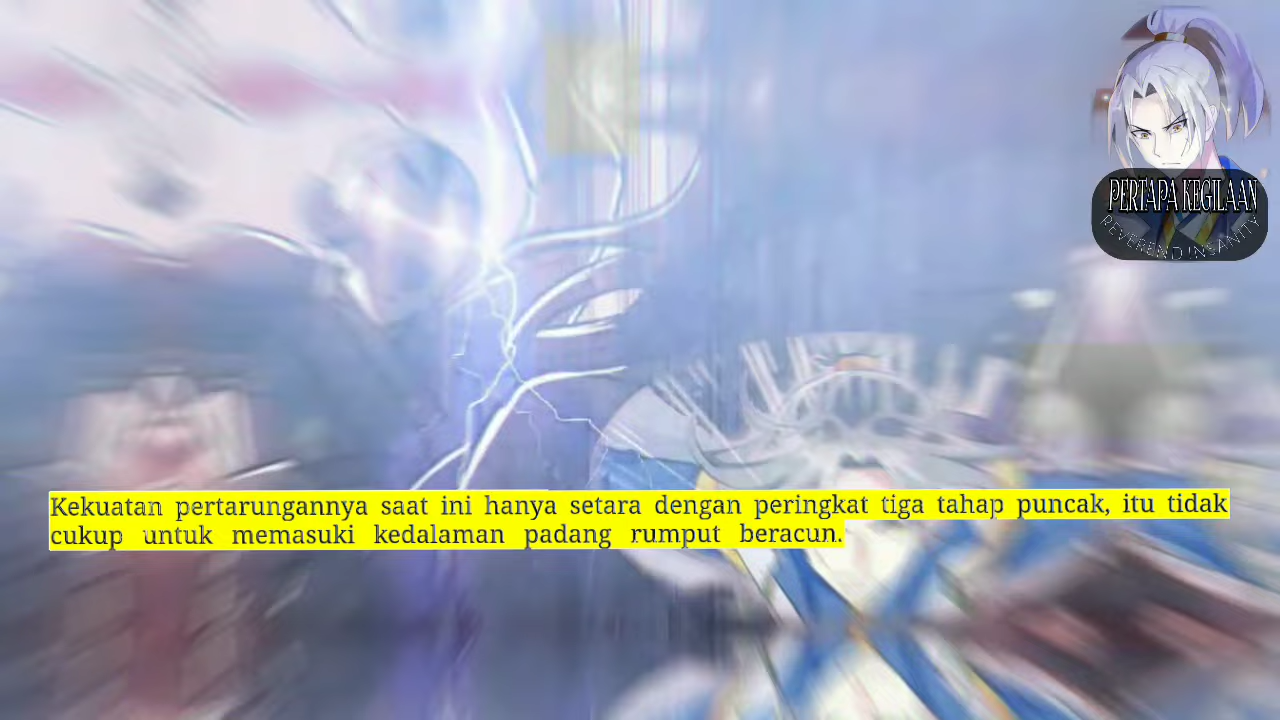 PERTAPA KEGILAAN
REVEREND INSANITY
Kekuatan pertarungannya saat ini hanya setara dengan peringkat tiga tahap puncak, itu tidak
cukup untuk memasuki kedalaman padang rumput beracun.